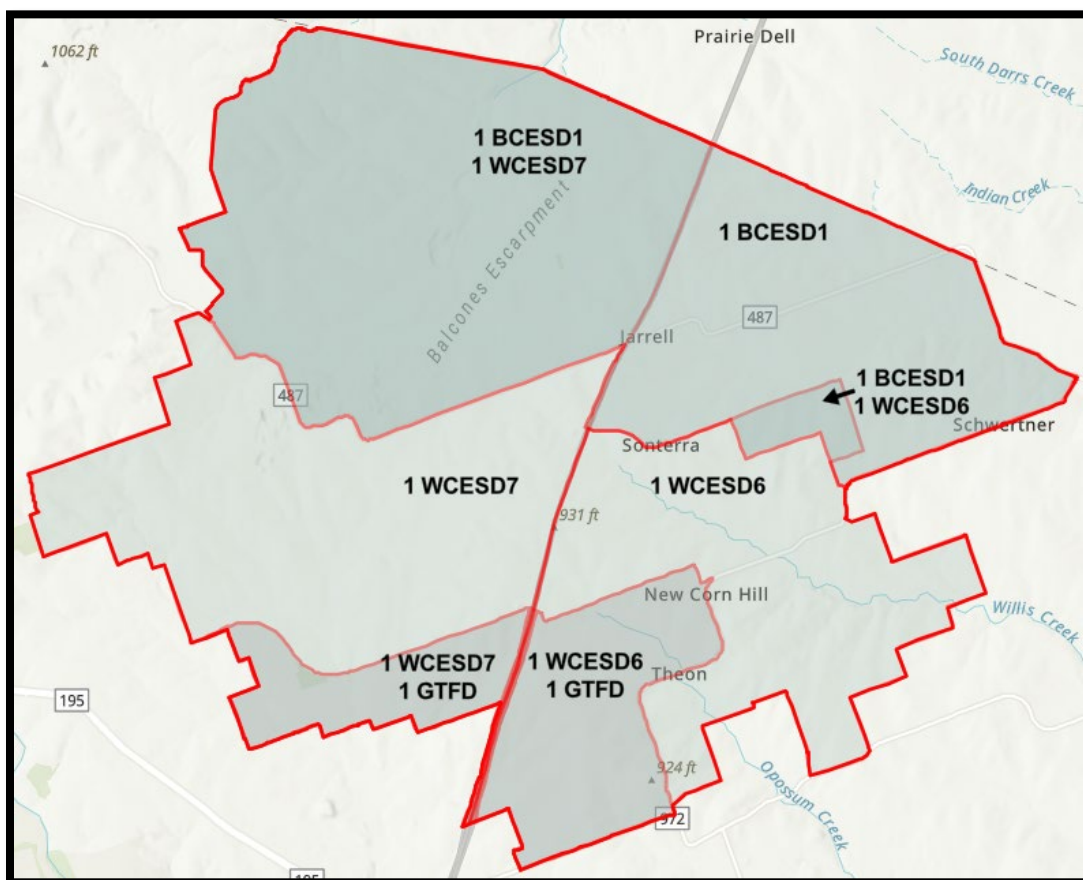 Prairie Dell
1062 ft
South Darrs Creek
1 BCESD1
1 WCESD7
Indian Creek
1 BCESD1
Balcones Escarpment
487
Jarrell
1 BCESD1
1 WCESD6
487
Schwertner
Sonterra
1 WCESD7
1 WCESD6
931 ft
New Corn Hill
Willis Creek
1 WCESD7
1 GTFD
1 WCESD6
1 GTFD
Theon
195
924 ft
Opossum Creek
972
195